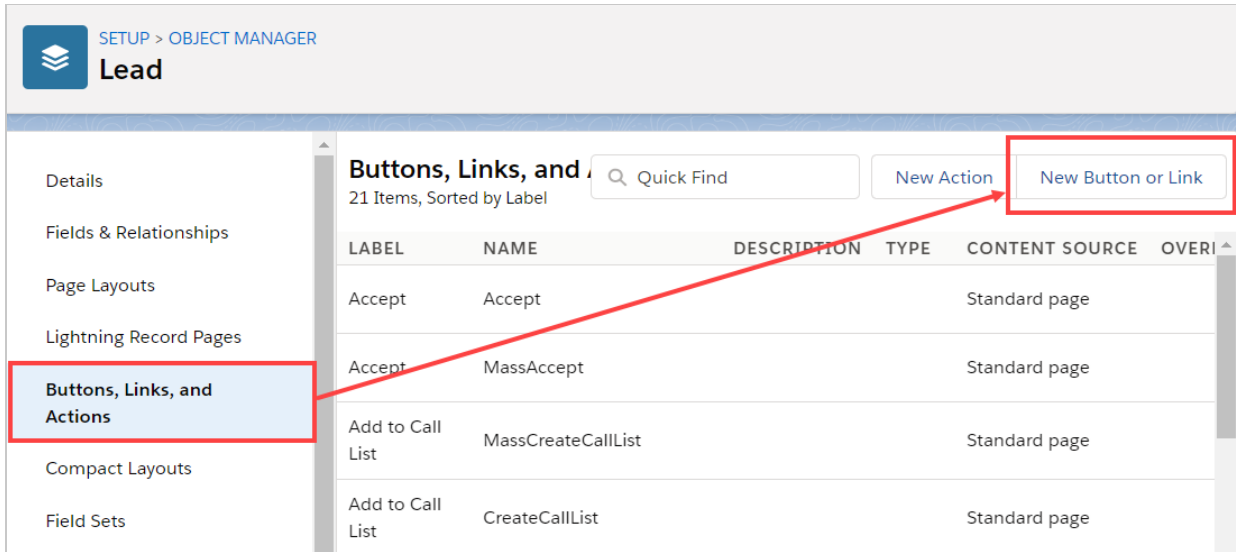 SETUP > OBJECT MANAGER
Lead
Details
Fields & Relationships
Page Layouts
Lightning Record Pages
Buttons, Links, and
Actions
Compact Layouts
Field Sets
Buttons, Links, and
21 Items, Sorted by Label
Quick Find
New Action
New Button or Link
LABEL NAME DESCRIPTION TYPE CONTENT SOURCE
Accept Accept Standard page
Accept MassAccept Standard page
Add to Call
List
MassCreateCallList Standard page
Add to Call
List
CreateCallList Standard page